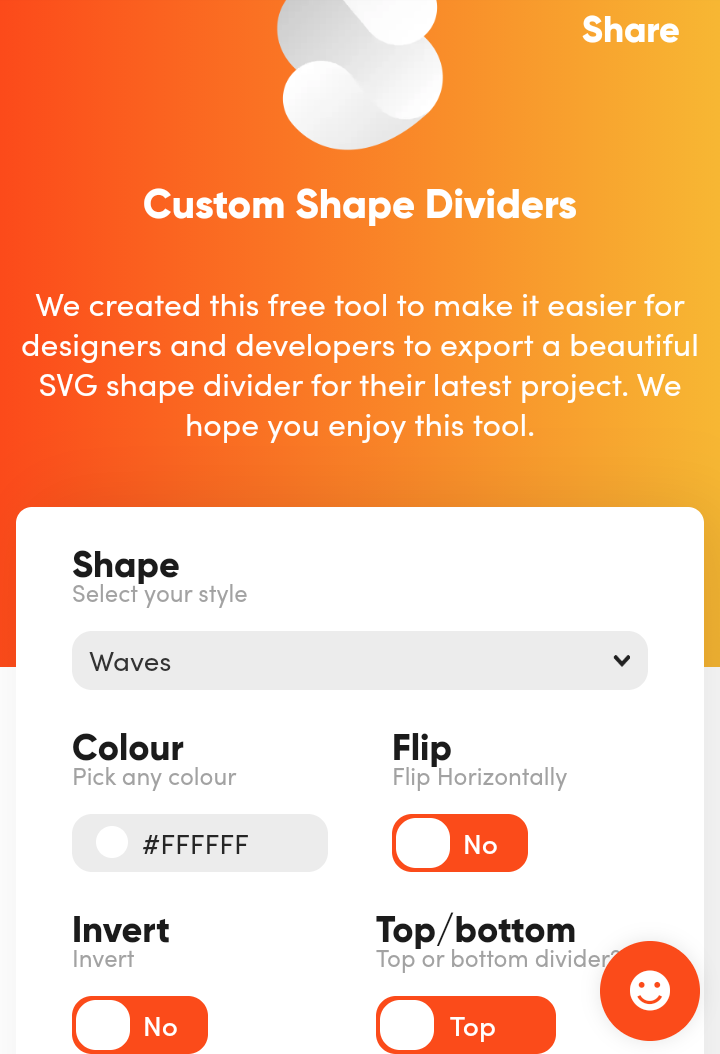 Share
Custom Shape Dividers
We created this free tool to make it easier for
designers and developers to export a beautiful
SVG shape divider for their latest project. We
hope you enjoy this tool.
Shape
Select your style
Waves
Colour
Pick any colour
#FFFFFF
Flip
Flip Horizontally
No
Invert
Invert
No
Top/bottom
Top or bottom divider?
Top